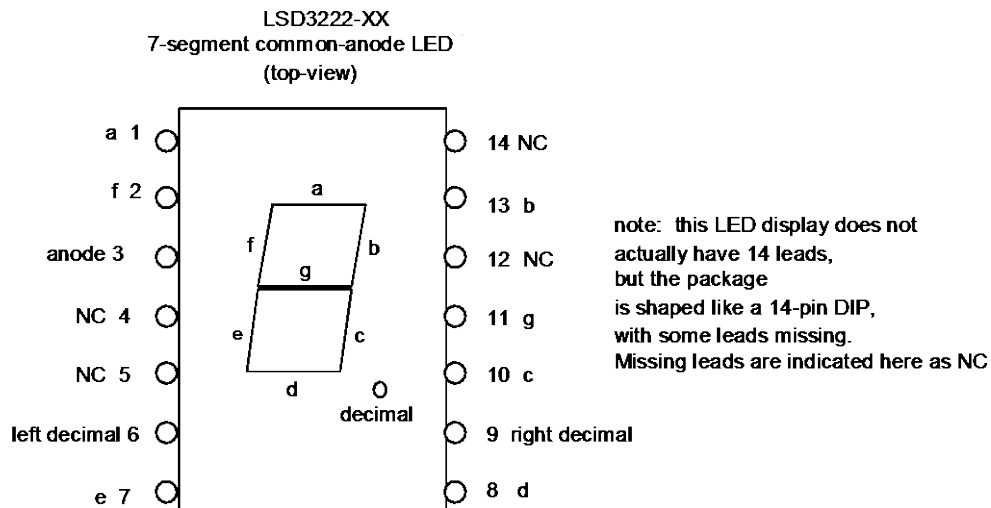 LSD3222-XX
7-segment common-anode LED
(top-view)
a 1
14 NC
f 2
13 b
anode 3
12 NC
NC 4
11 g
NC 5
10 c
left decimal 6
9 right decimal
e 7
8 d
a
f
b
g
e
c
d
decimal
note: this LED display does not
actually have 14 leads,
but the package
is shaped like a 14-pin DIP,
with some leads missing.
Missing leads are indicated here as NC